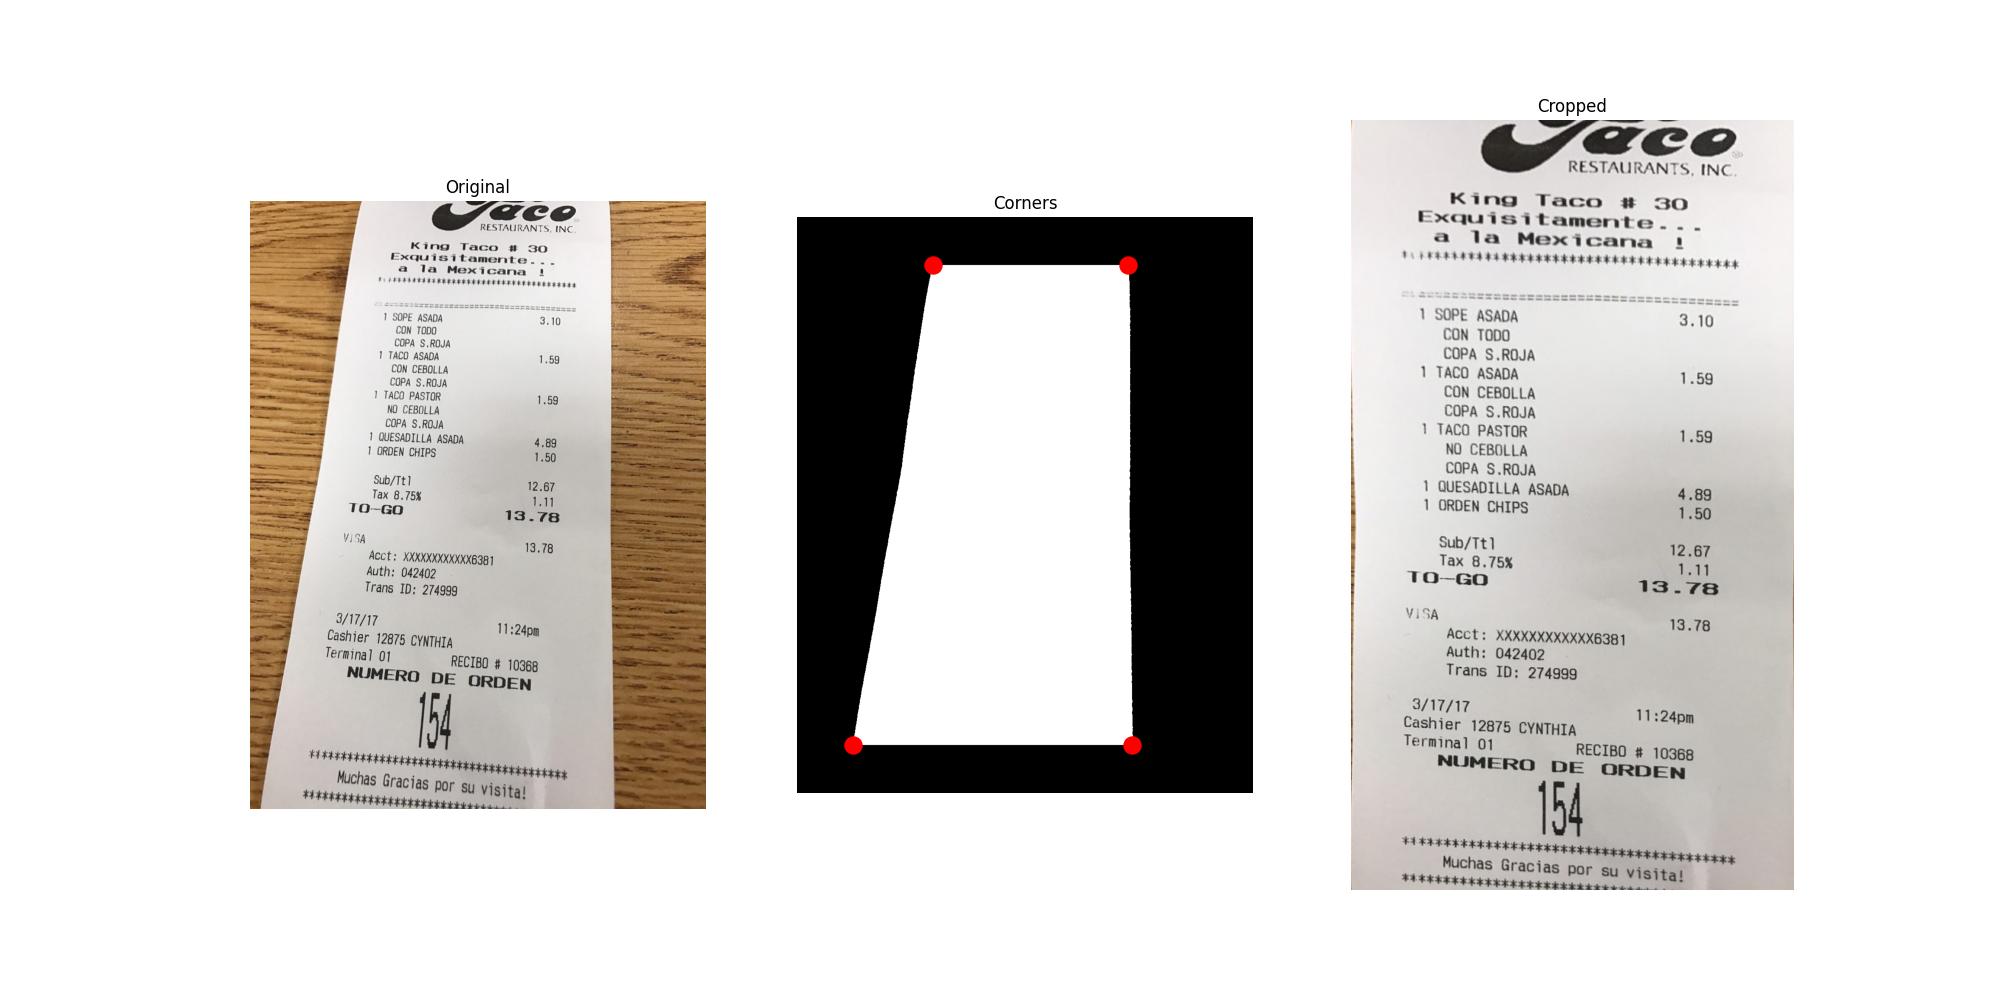 Original
Taco
RESTAURANTS, INC.
King Taco # 30
Exquisitamente...
a la Mexicana !
****************************************
========================================
1 SOPE ASADA 3.10
CON TODO
COPA S.ROJA
1 TACO ASADA 1.59
CON CEBOLLA
COPA S.ROJA
1 TACO PASTOR 1.59
NO CEBOLLA
COPA S.ROJA
1 QUESADILLA ASADA 4.89
1 ORDEN CHIPS 1.50
Sub/Ttl 12.67
Tax 8.75% 1.11
TO-GO 13.78
VISA 13.78
Acct: XXXXXXXXXXXX6381
Auth: 042402
Trans ID: 274999
3/17/17 11:24pm
Cashier 12875 CYNTHIA
Terminal 01 RECIBO # 10368
NUMERO DE ORDEN
154
****************************************
Muchas Gracias por su visita!
****************************************
Corners
Cropped
Taco
RESTAURANTS, INC.
King Taco # 30
Exquisitamente...
a la Mexicana !
****************************************
========================================
1 SOPE ASADA 3.10
CON TODO
COPA S.ROJA
1 TACO ASADA 1.59
CON CEBOLLA
COPA S.ROJA
1 TACO PASTOR 1.59
NO CEBOLLA
COPA S.ROJA
1 QUESADILLA ASADA 4.89
1 ORDEN CHIPS 1.50
Sub/Ttl 12.67
Tax 8.75% 1.11
TO-GO 13.78
VISA 13.78
Acct: XXXXXXXXXXXX6381
Auth: 042402
Trans ID: 274999
3/17/17 11:24pm
Cashier 12875 CYNTHIA
Terminal 01 RECIBO # 10368
NUMERO DE ORDEN
154
****************************************
Muchas Gracias por su visita!
****************************************